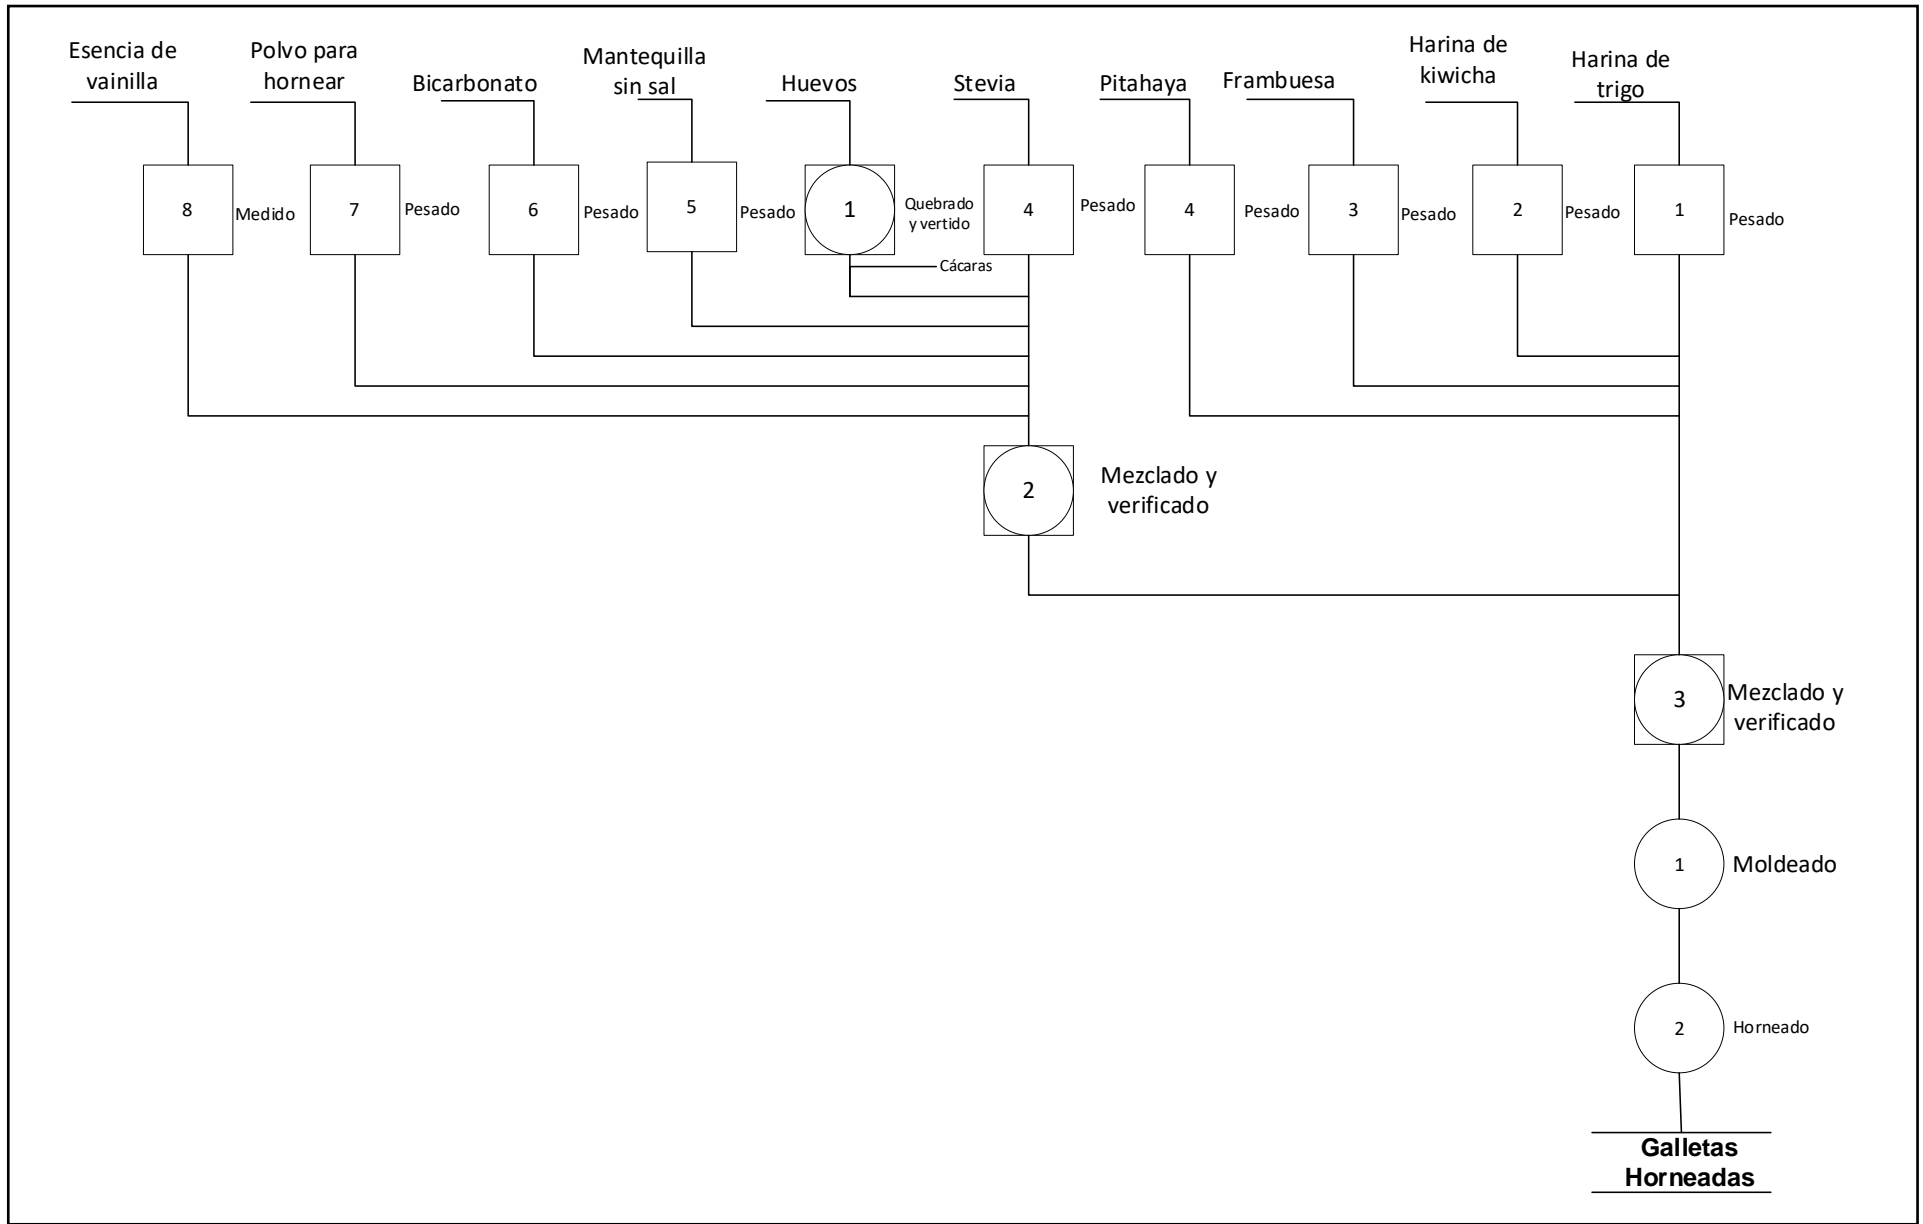 Esencia de
vainilla
Polvo para
hornear
Bicarbonato
Mantequilla
sin sal
Huevos
Stevia
Pitahaya
Frambuesa
Harina de
kiwicha
Harina de
trigo
8
Medido
7
Pesado
6
Pesado
5
Pesado
1
Quebrado
y vertido
4
Pesado
4
Pesado
3
Pesado
2
Pesado
1
Pesado
Cácaras
2
Mezclado y
verificado
3
Mezclado y
verificado
1
Moldeado
2
Horneado
Galletas
Horneadas